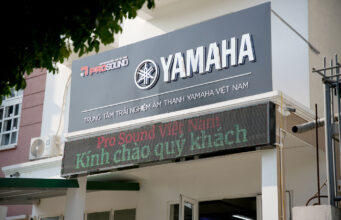 PROSOUND
YAMAHA
TRUNG TÂM TRẢI NGHIỆM ÂM THANH YAMAHA VIỆT NAM
Pro Sound Việt Nam
Kính chào quý khách